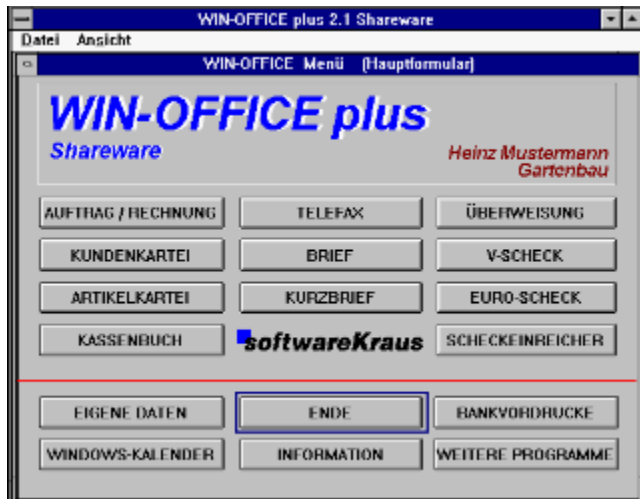 WIN-OFFICE plus 2.1 Shareware
Datei Ansicht
WIN-OFFICE Menü (Hauptformular)
WIN-OFFICE plus
Shareware
Heinz Mustermann
Gartenbau
AUFTRAG / RECHNUNG TELEFAX ÜBERWEISUNG
KUNDENKARTEI BRIEF V-SCHECK
ARTIKELKARTEI KURZBRIEF EURO-SCHECK
KASSENBUCH softwareKraus SCHECKEINREICHER
EIGENE DATEN ENDE BANKVORDRUCKE
WINDOWS-KALENDER INFORMATION WEITERE PROGRAMME